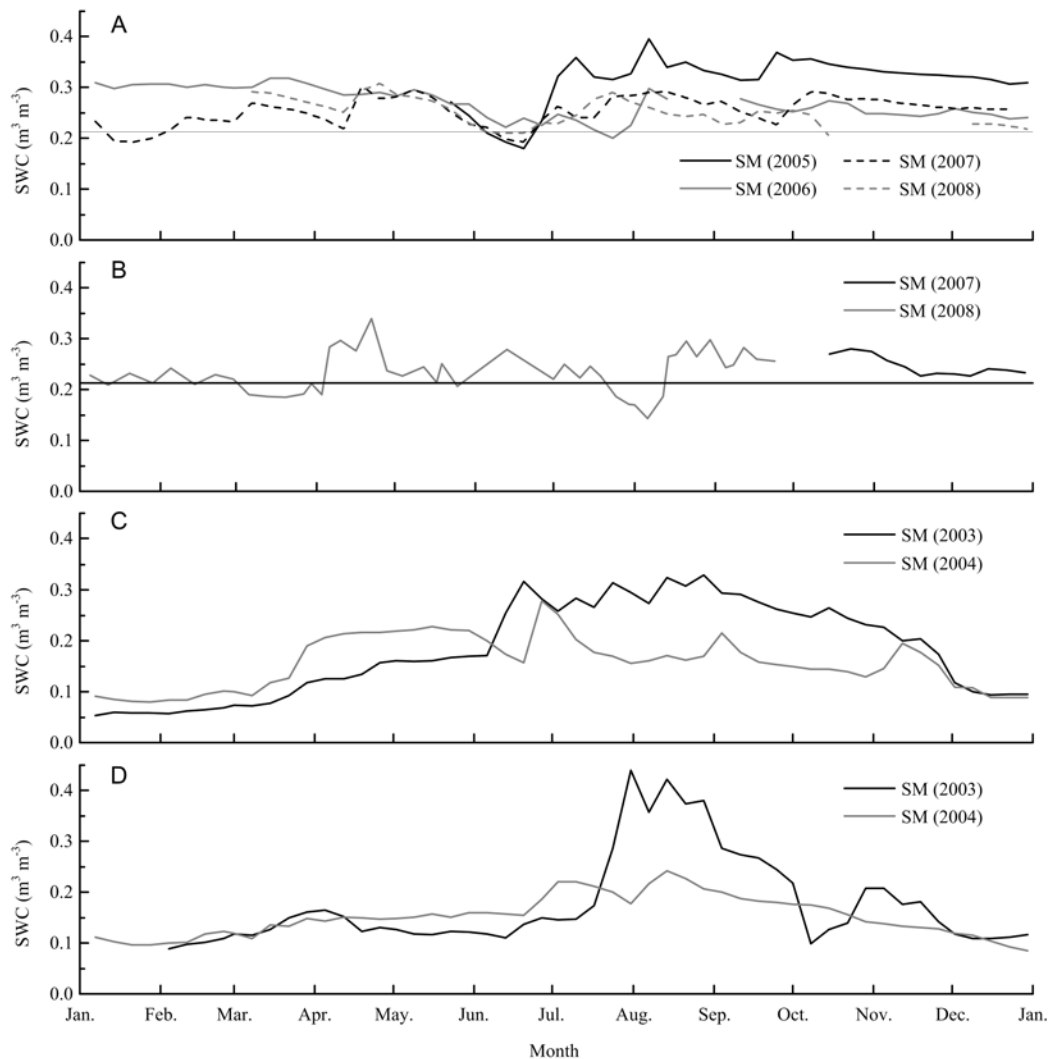 A
0.4
0.3
0.2
0.1
0.0
SWC (m³ m⁻³)
SM (2005)
SM (2007)
SM (2006)
SM (2008)
B
0.4
0.3
0.2
0.1
0.0
SWC (m³ m⁻³)
SM (2007)
SM (2008)
C
0.4
0.3
0.2
0.1
0.0
SWC (m³ m⁻³)
SM (2003)
SM (2004)
D
0.4
0.3
0.2
0.1
0.0
SWC (m³ m⁻³)
SM (2003)
SM (2004)
Jan. Feb. Mar. Apr. May. Jun. Jul. Aug. Sep. Oct. Nov. Dec. Jan.
Month